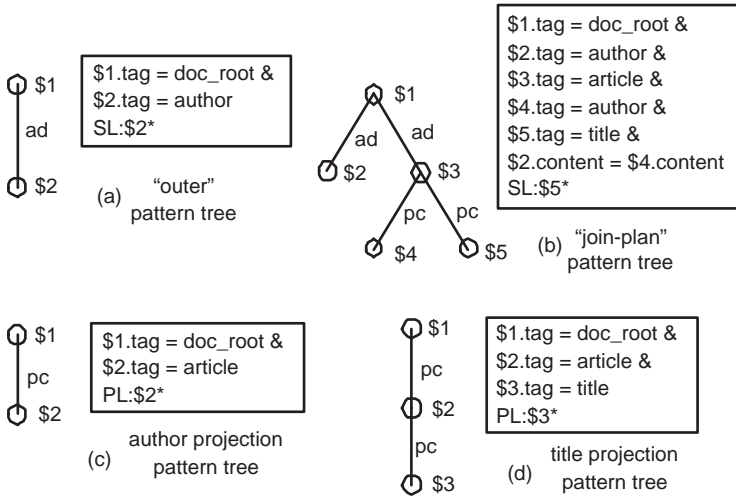 $1
ad
$2
$1.tag = doc_root &
$2.tag = author
SL:$2*
(a)
“outer”
pattern tree
$1
ad
ad
$2
$3
pc
pc
$4
$5
$1.tag = doc_root &
$2.tag = author &
$3.tag = article &
$4.tag = author &
$5.tag = title &
$2.content = $4.content
SL:$5*
(b)
“join-plan”
pattern tree
$1
pc
$2
$1.tag = doc_root &
$2.tag = article
PL:$2*
(c)
author projection
pattern tree
$1
pc
$2
pc
$3
$1.tag = doc_root &
$2.tag = article &
$3.tag = title
PL:$3*
(d)
title projection
pattern tree